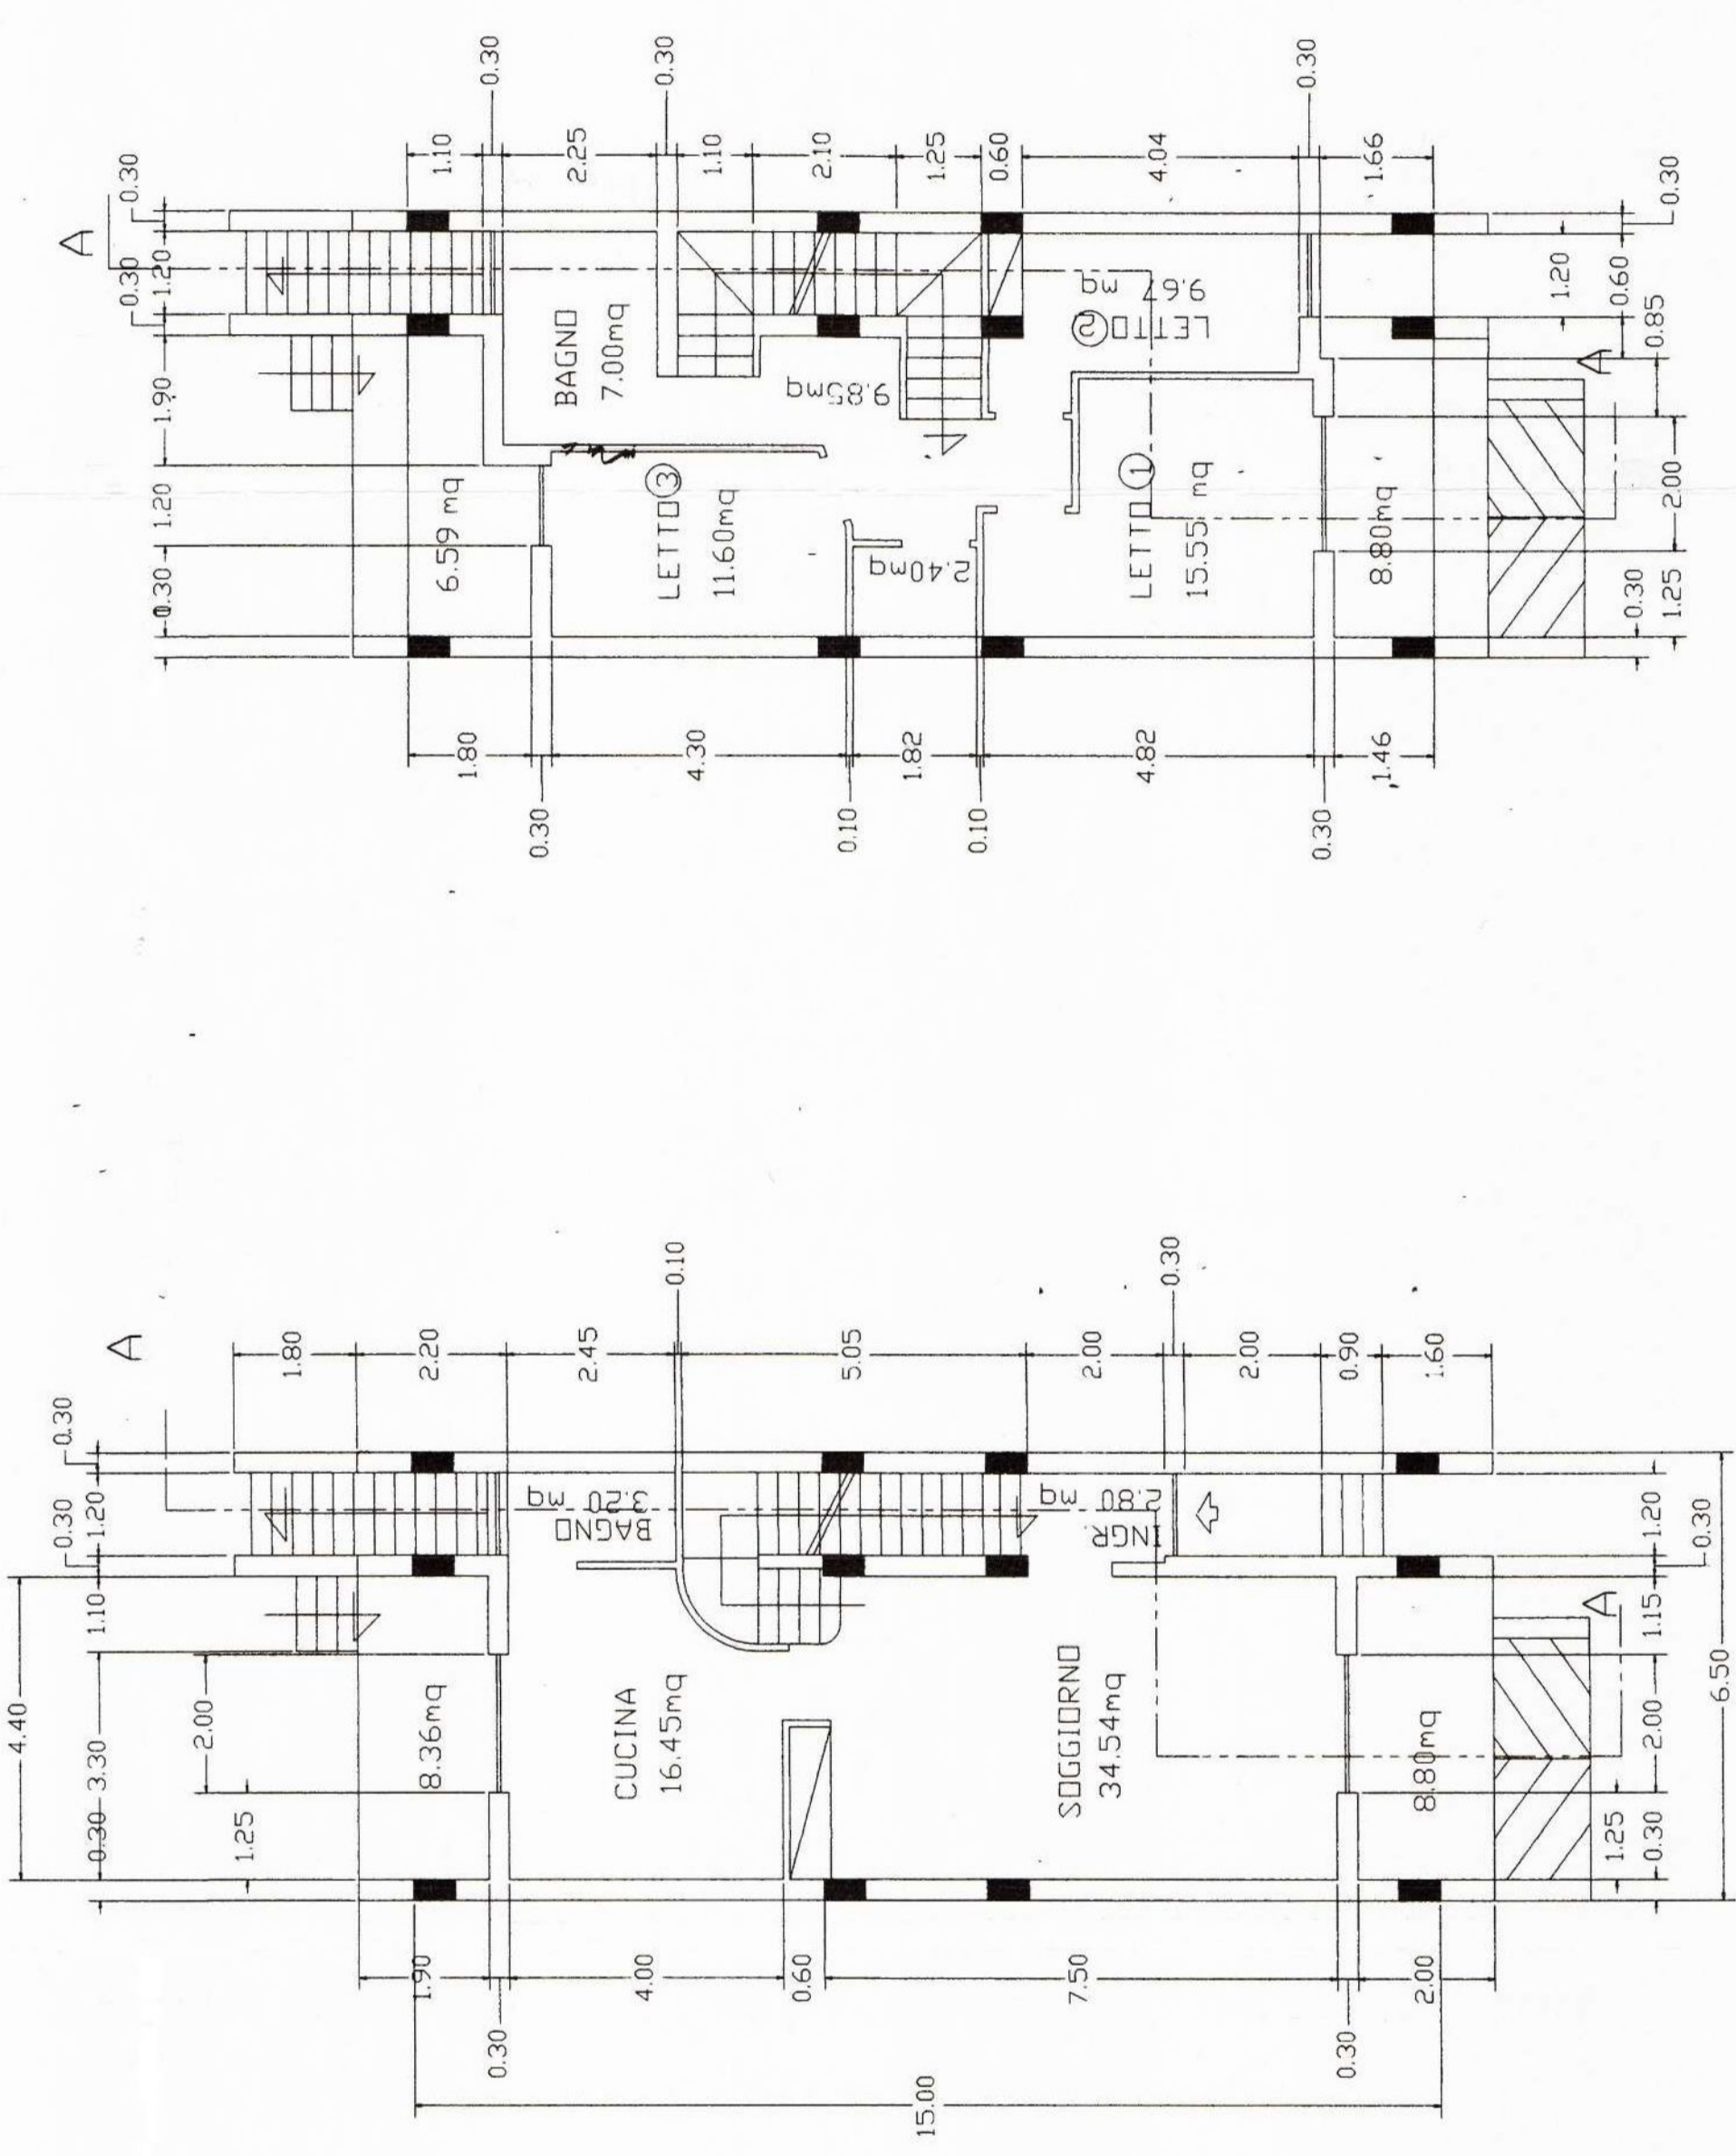 A
0.30
0.30
1.20
1.90
1.20
0.30
0.30
0.30
1.10
2.25
1.10
2.10
1.25
0.60
4.04
0.30
1.66
0.30
BAGNO
7.00mq
9.85mq
6.59 mq
LETTO 3
11.60mq
2.40mq
LETTO 2
9.67 mq
LETTO 1
15.55 mq
8.80mq
A
1.20
0.60
0.85
2.00
0.30
1.25
1.80
0.30
4.30
0.10
1.82
0.10
4.82
0.30
1.46
A
0.30
0.30
1.20
1.10
4.40
3.30
0.30
2.00
1.25
1.80
2.20
2.45
0.10
5.05
2.00
0.30
2.00
0.90
1.60
BAGNO
3.20 mq
INGR.
2.80 mq
8.36mq
CUCINA
16.45mq
SOGGIORNO
34.54mq
8.80mq
A
1.20
0.30
1.15
2.00
1.25
0.30
6.50
1.90
0.30
4.00
0.60
7.50
0.30
2.00
15.00